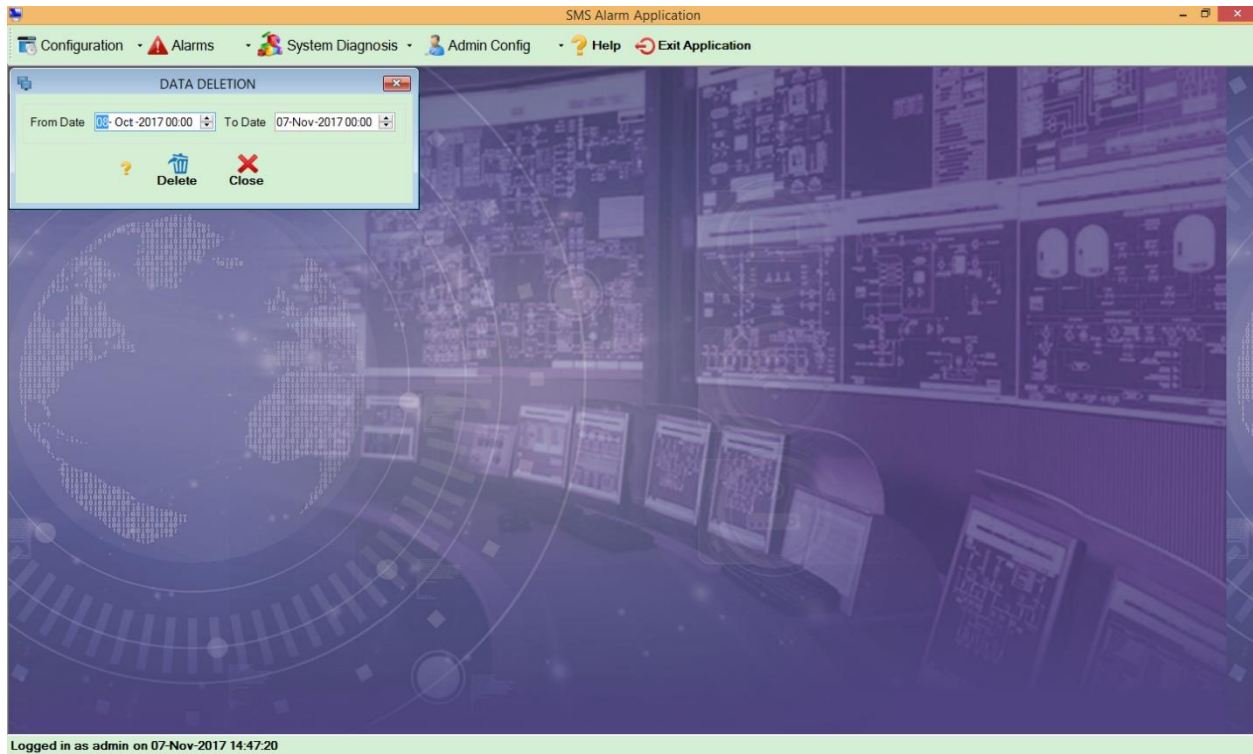 SMS Alarm Application
Configuration Alarms System Diagnosis Admin Config Help Exit Application
DATA DELETION
From Date 08- Oct -2017 00:00 To Date 07-Nov-2017 00:00
Delete Close
Logged in as admin on 07-Nov-2017 14:47:20